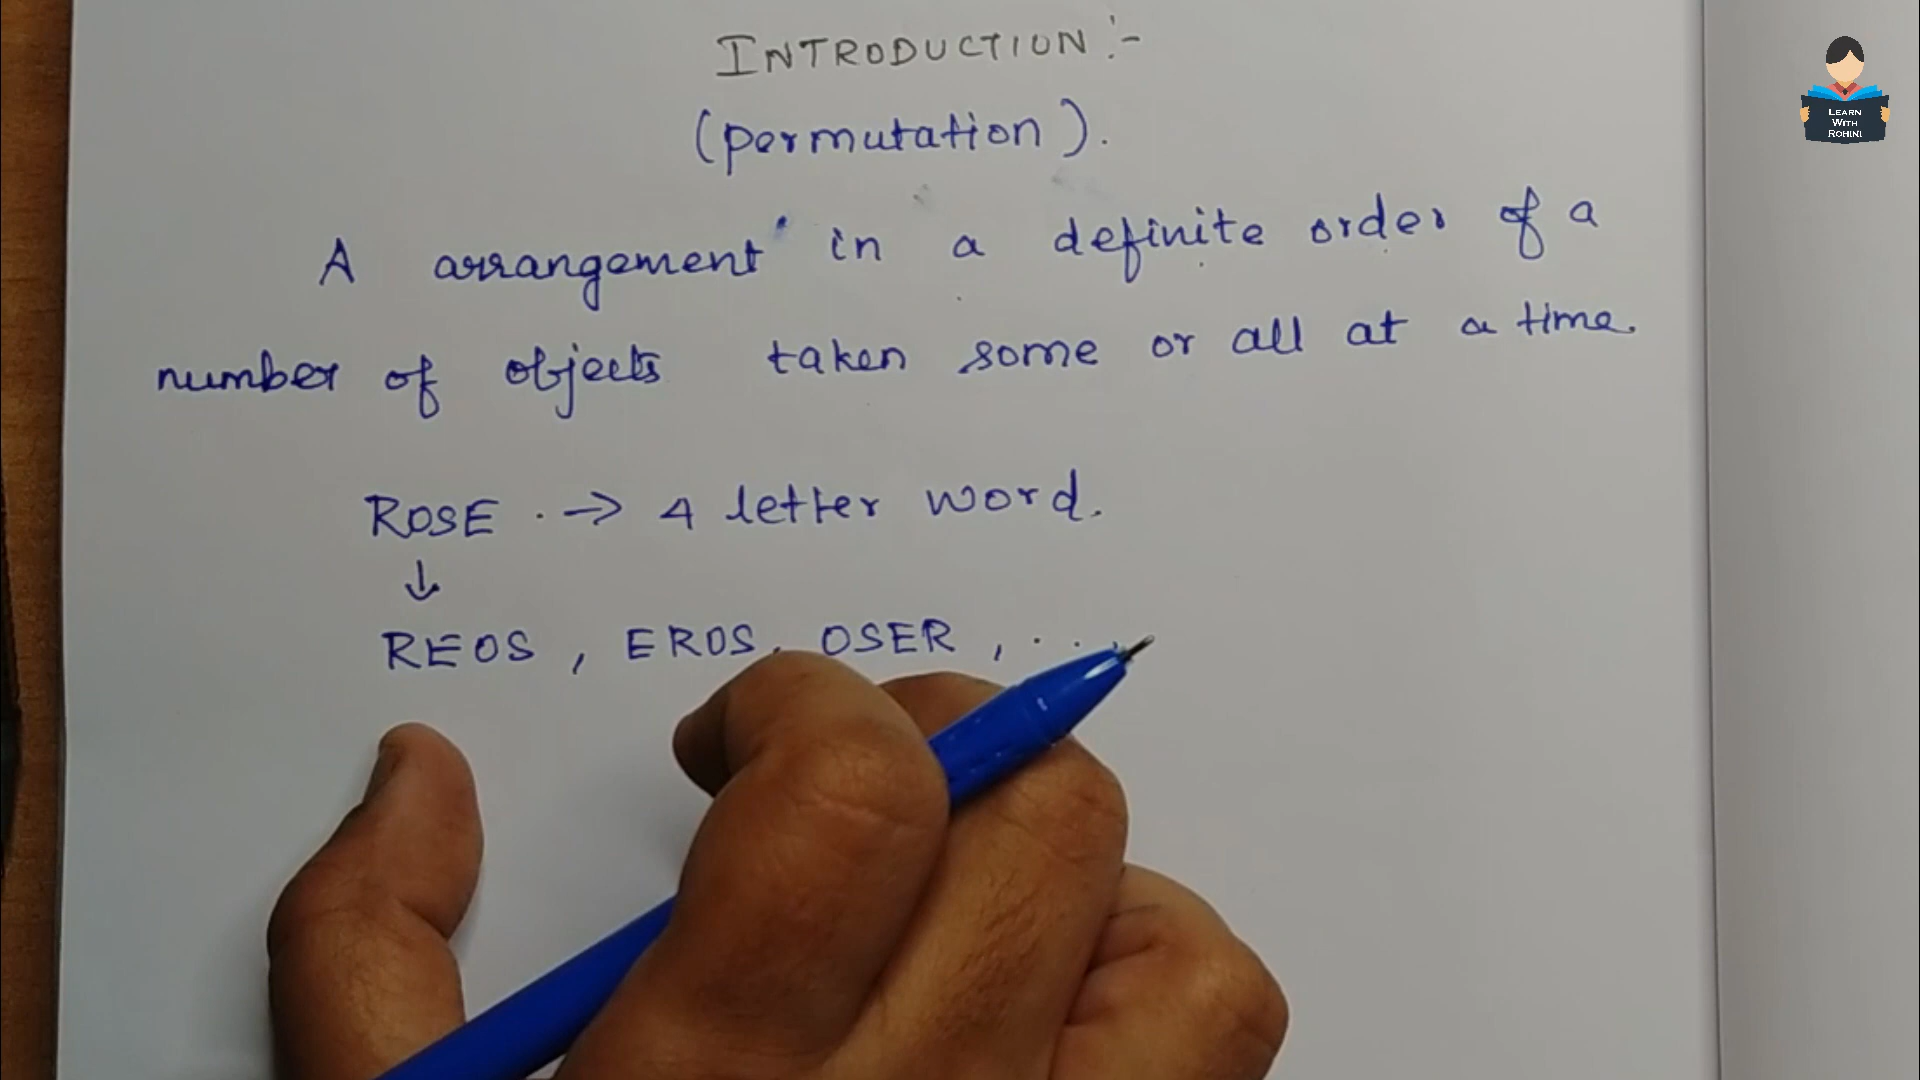 INTRODUCTION :-
(permutation).
A arrangement in a definite order of a
number of objects taken some or all at a time.
ROSE . → 4 letter word.
↓
REOS , EROS, OSER , . . .
LEARN
WITH
ROHINI